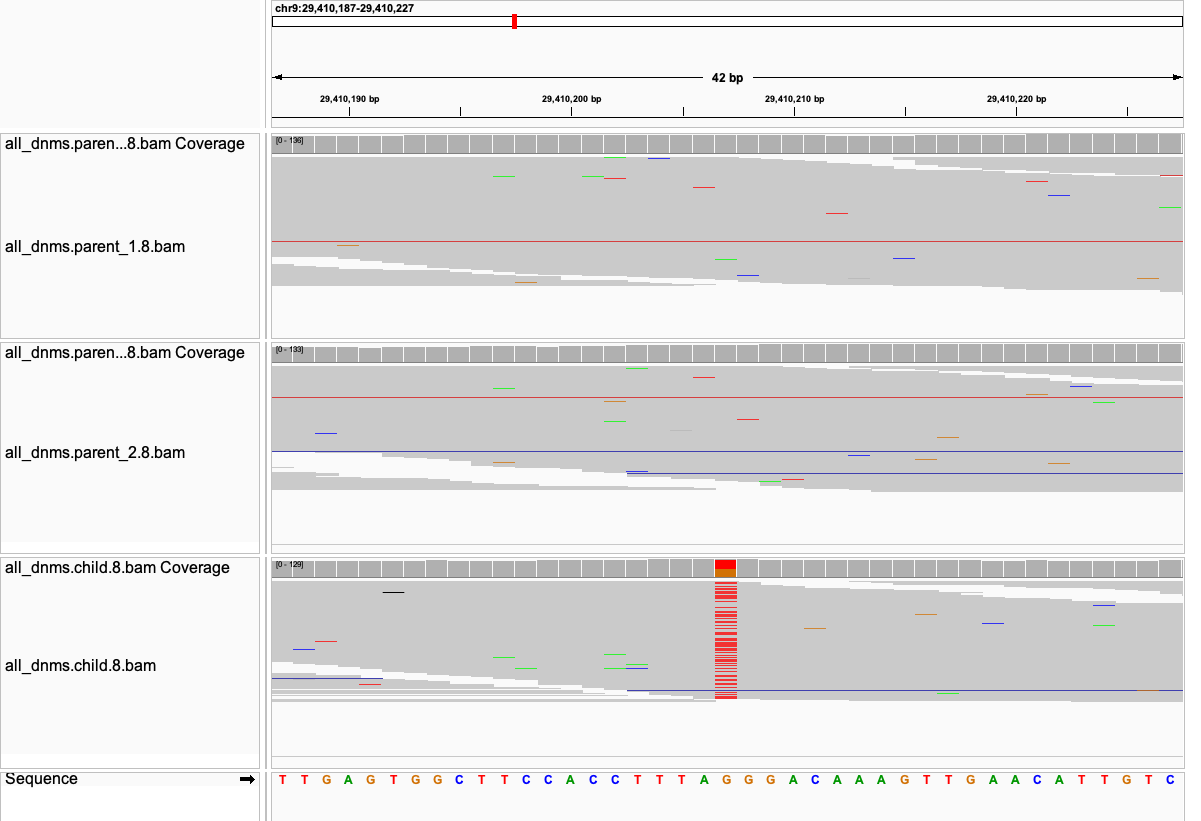 chr9:29,410,187-29,410,227
42 bp
29,410,190 bp 29,410,200 bp 29,410,210 bp 29,410,220 bp
all_dnms.paren...8.bam Coverage [0 - 136]
all_dnms.parent_1.8.bam
all_dnms.paren...8.bam Coverage [0 - 133]
all_dnms.parent_2.8.bam
all_dnms.child.8.bam Coverage [0 - 129]
all_dnms.child.8.bam
Sequence T T G A G T G G C T T C C A C C T T T A G G G A C A A A G T T G A A C A T T G T C